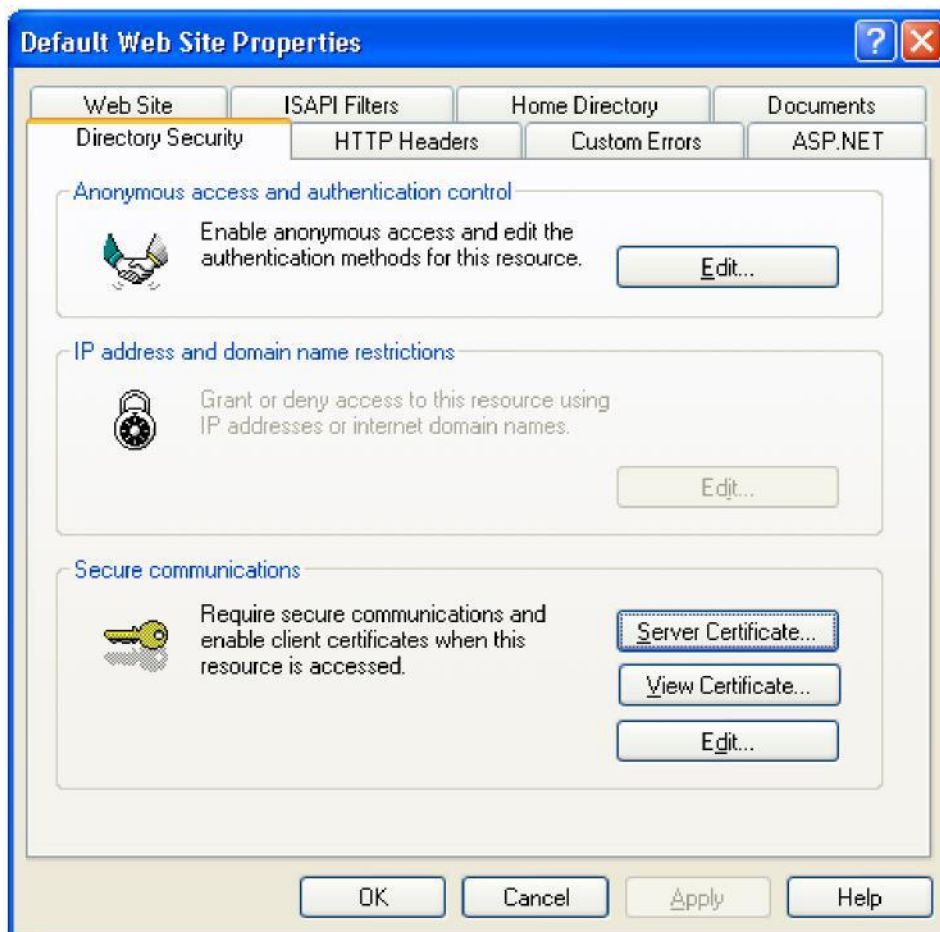 Default Web Site Properties
Web Site ISAPI Filters Home Directory Documents
Directory Security HTTP Headers Custom Errors ASP.NET
Anonymous access and authentication control
Enable anonymous access and edit the
authentication methods for this resource.
Edit...
IP address and domain name restrictions
Grant or deny access to this resource using
IP addresses or internet domain names.
Edit...
Secure communications
Require secure communications and
enable client certificates when this
resource is accessed.
Server Certificate...
View Certificate...
Edit...
OK Cancel Apply Help